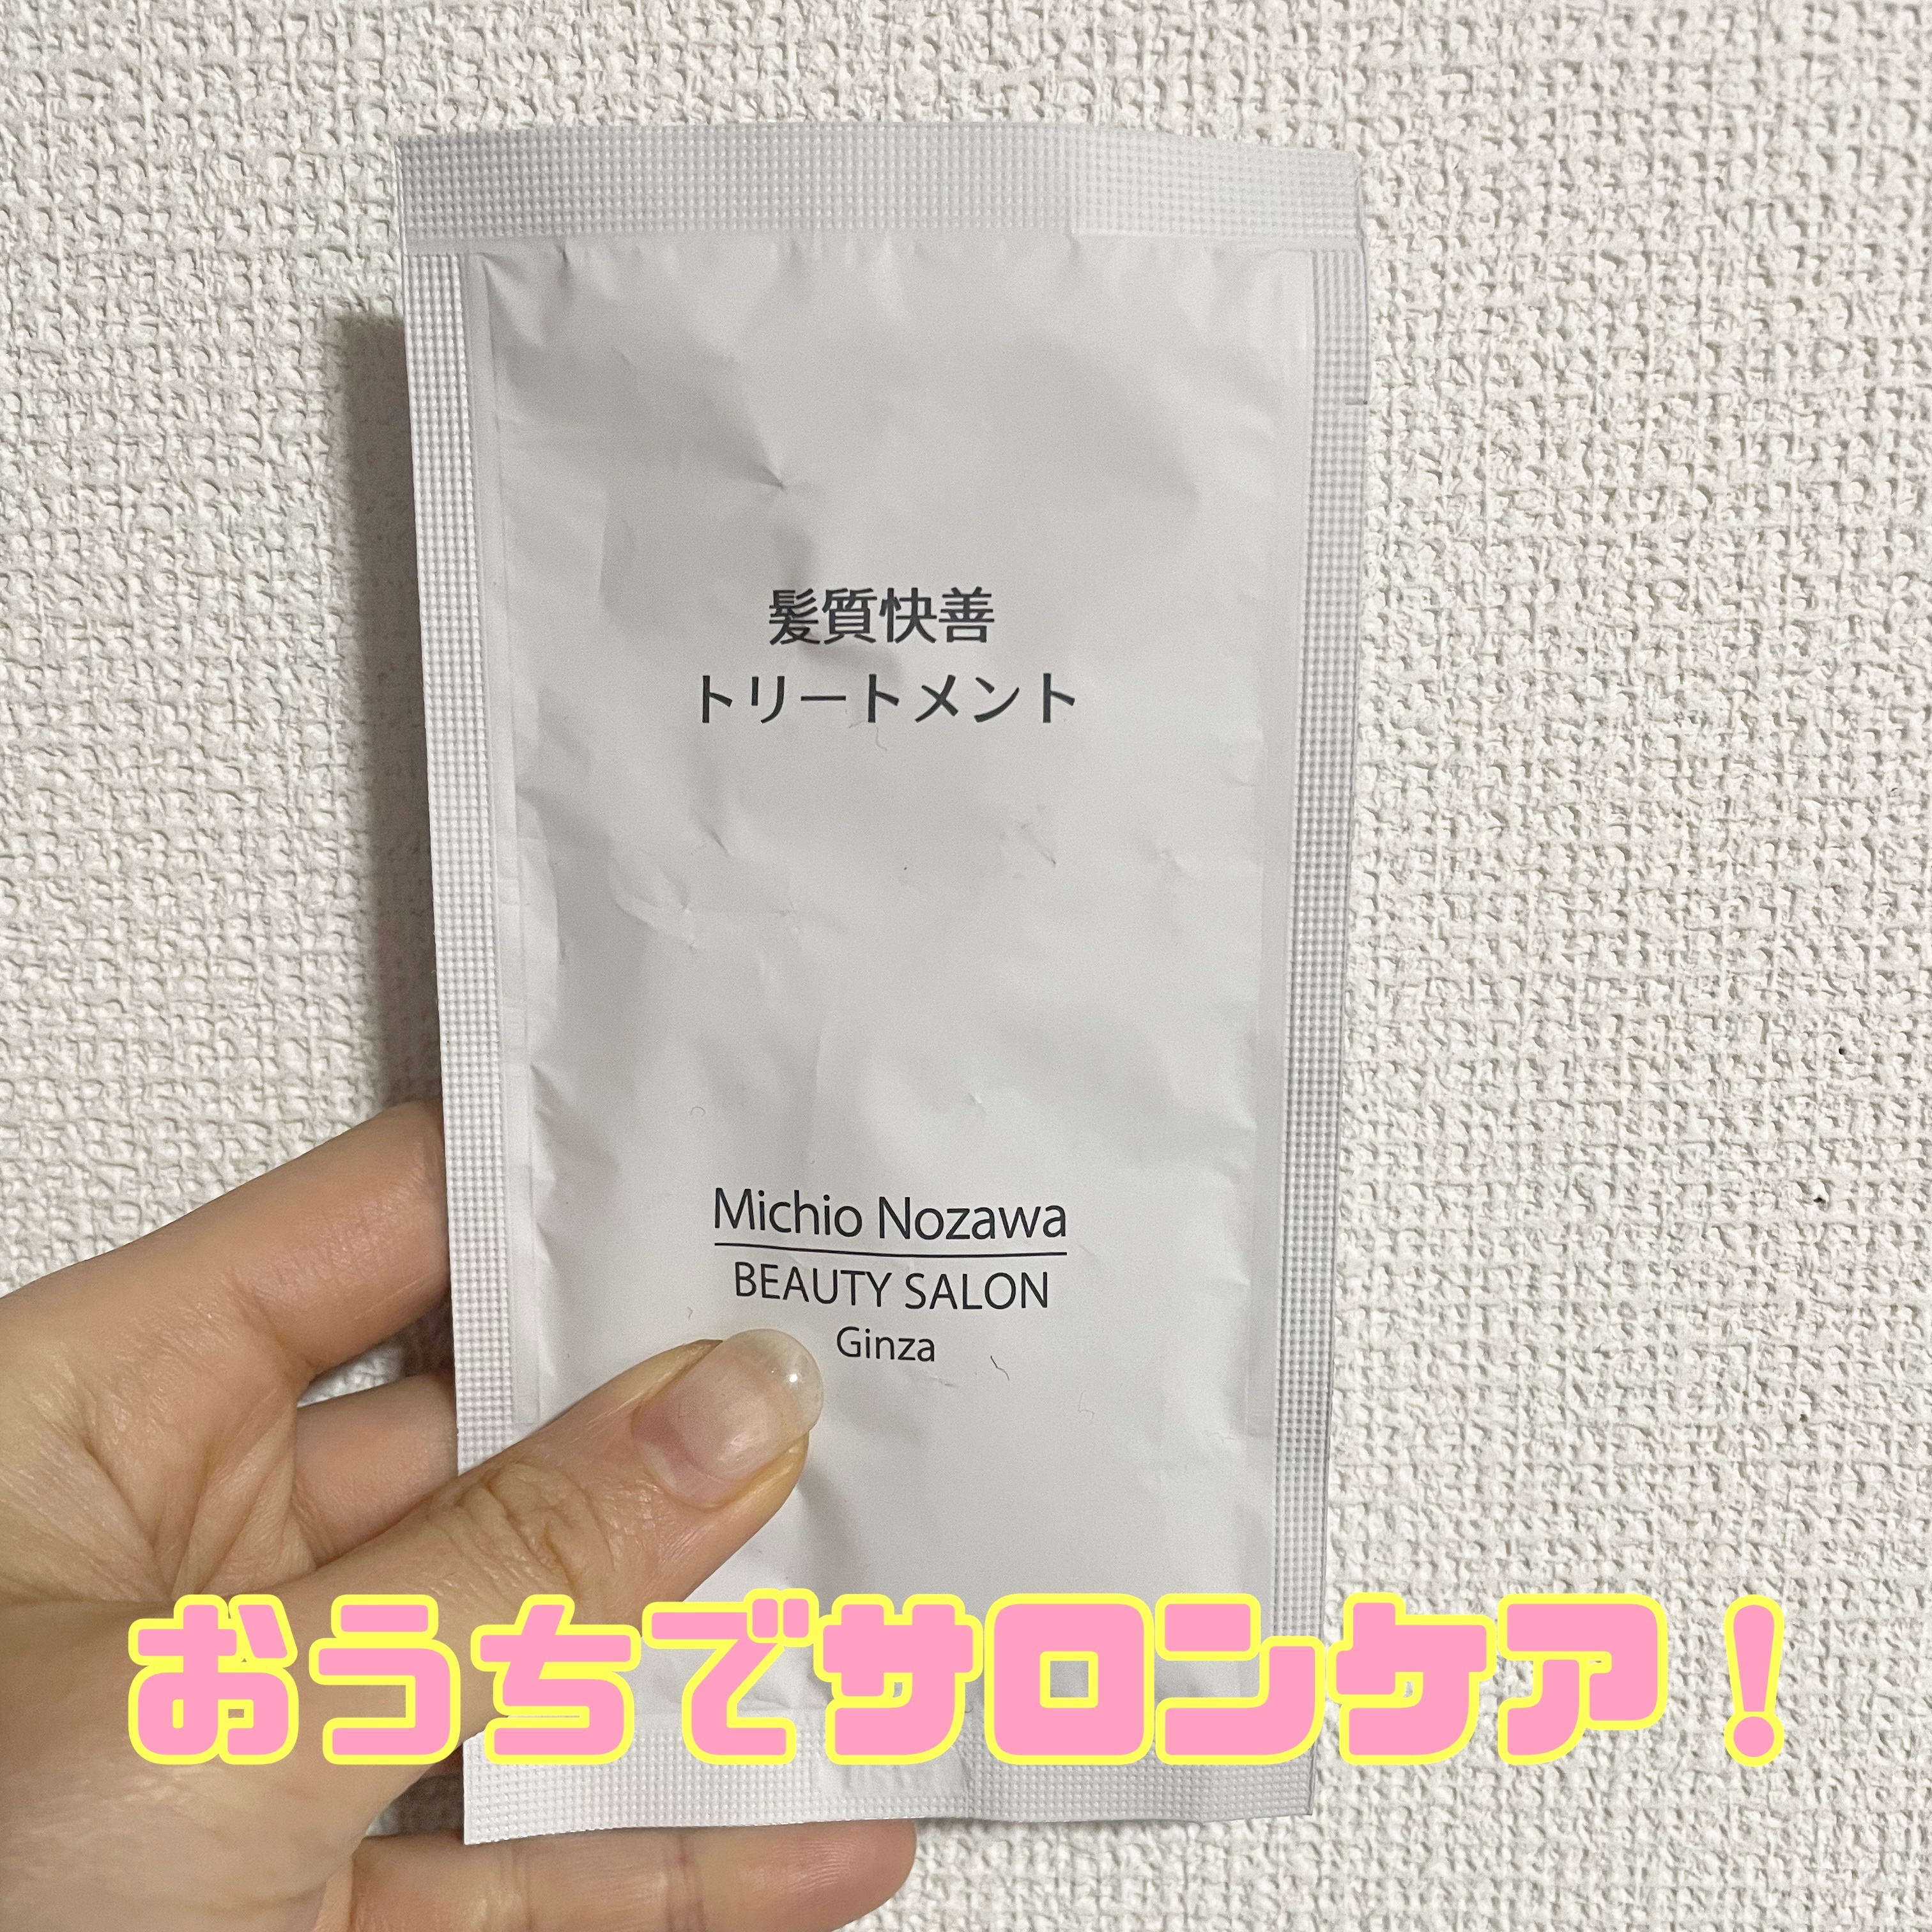 髪質快善
トリートメント
Michio Nozawa
BEAUTY SALON
Ginza
おうちでサロンケア！